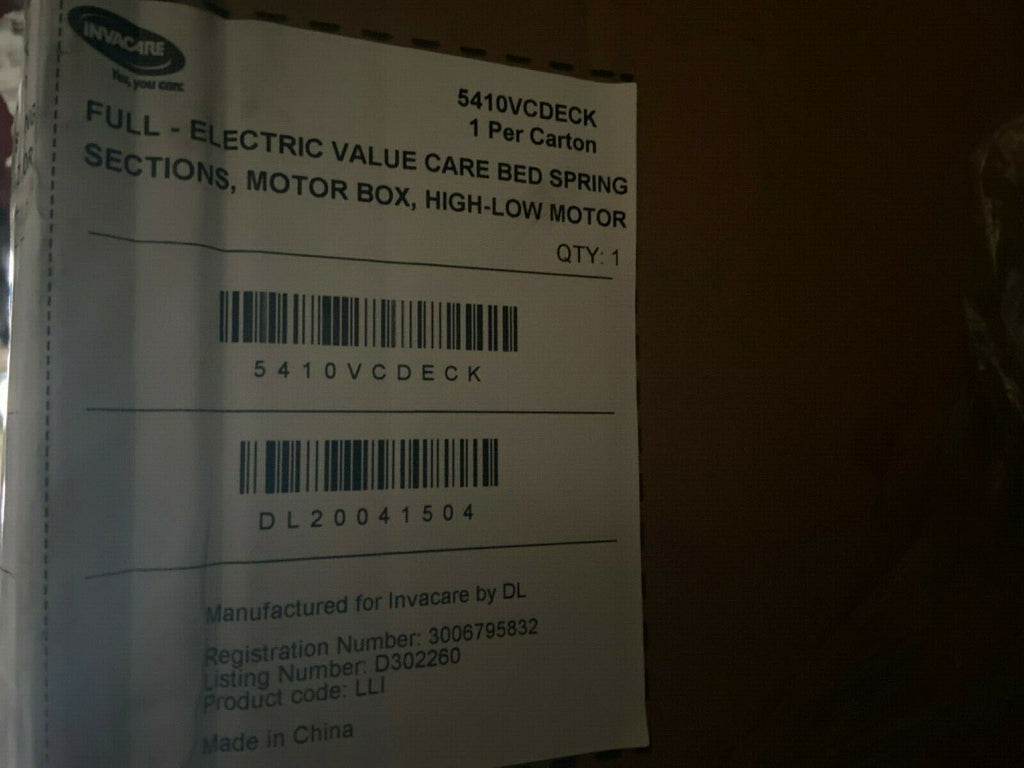 INVACARE
Yes, you can.
5410VCDECK
1 Per Carton
FULL - ELECTRIC VALUE CARE BED SPRING
SECTIONS, MOTOR BOX, HIGH-LOW MOTOR
QTY: 1
5410VCDECK
DL20041504
Manufactured for Invacare by DL
Registration Number: 3006795832
Listing Number: D302260
Product code: LLI
Made in China